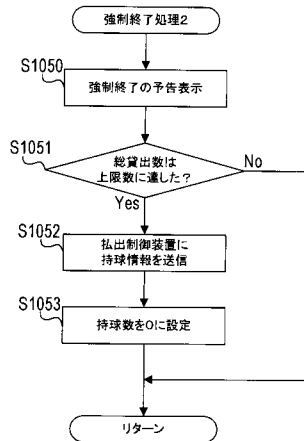 強制終了処理2
S1050
強制終了の予告表示
S1051
総貸出数は
上限数に達した?
No
Yes
S1052
払出制御装置に
持球情報を送信
S1053
持球数を0に設定
リターン